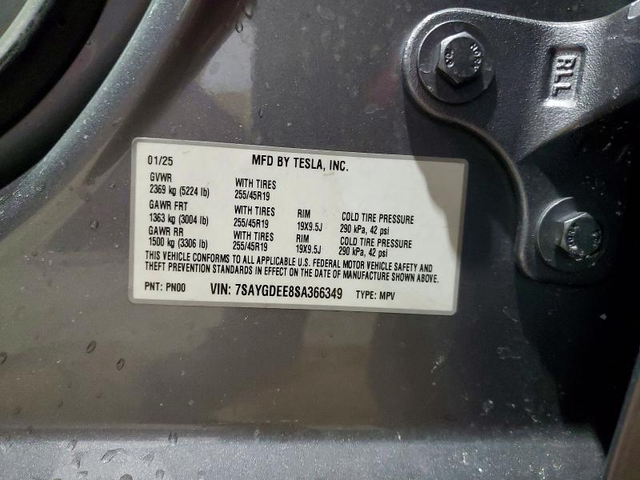 01/25 MFD BY TESLA, INC.
GVWR WITH TIRES
2369 kg (5224 lb) 255/45R19
GAWR FRT WITH TIRES RIM COLD TIRE PRESSURE
1363 kg (3004 lb) 255/45R19 19X9.5J 290 kPa, 42 psi
GAWR RR WITH TIRES RIM COLD TIRE PRESSURE
1500 kg (3306 lb) 255/45R19 19X9.5J 290 kPa, 42 psi
THIS VEHICLE CONFORMS TO ALL APPLICABLE U.S. FEDERAL MOTOR VEHICLE SAFETY AND
THEFT PREVENTION STANDARDS IN EFFECT ON THE DATE OF MANUFACTURE SHOWN ABOVE.
PNT: PN00 VIN: 7SAYGDEE8SA366349 TYPE: MPV
RLL